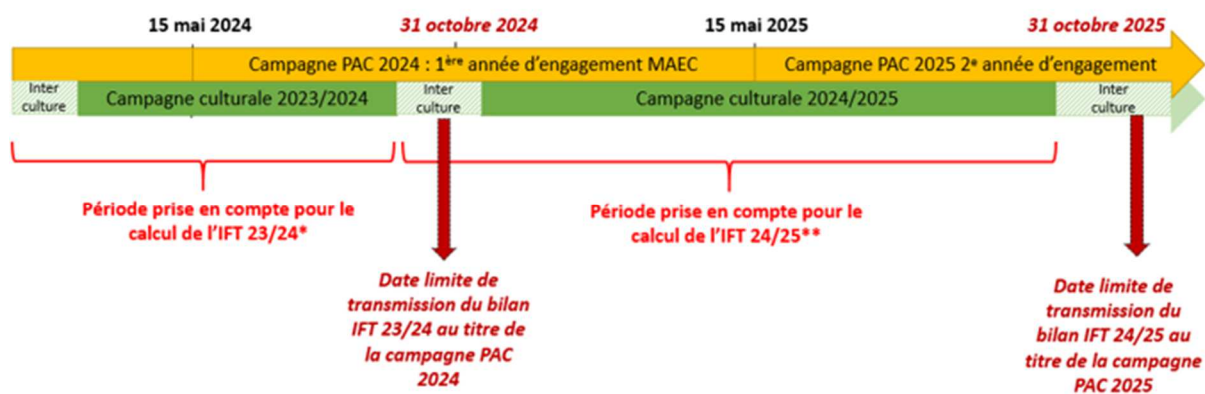 15 mai 2024
31 octobre 2024
15 mai 2025
31 octobre 2025
Campagne PAC 2024 : 1ère année d'engagement MAEC
Campagne PAC 2025 2e année d'engagement
Inter
culture
Campagne culturale 2023/2024
Inter
culture
Campagne culturale 2024/2025
Inter
culture
Période prise en compte pour le
calcul de l'IFT 23/24*
Période prise en compte pour le
calcul de l'IFT 24/25**
Date limite de
transmission du bilan
IFT 23/24 au titre de
la campagne PAC
2024
Date limite de
transmission du
bilan IFT 24/25 au
titre de la campagne
PAC 2025